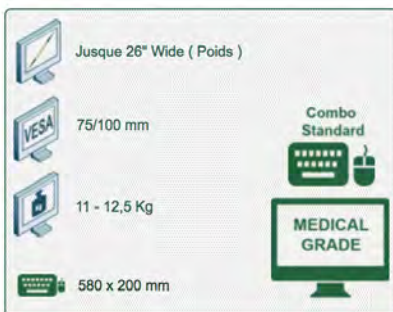 Jusque 26" Wide ( Poids )
VESA
75/100 mm
11 - 12,5 Kg
580 x 200 mm
Combo
Standard
MEDICAL
GRADE